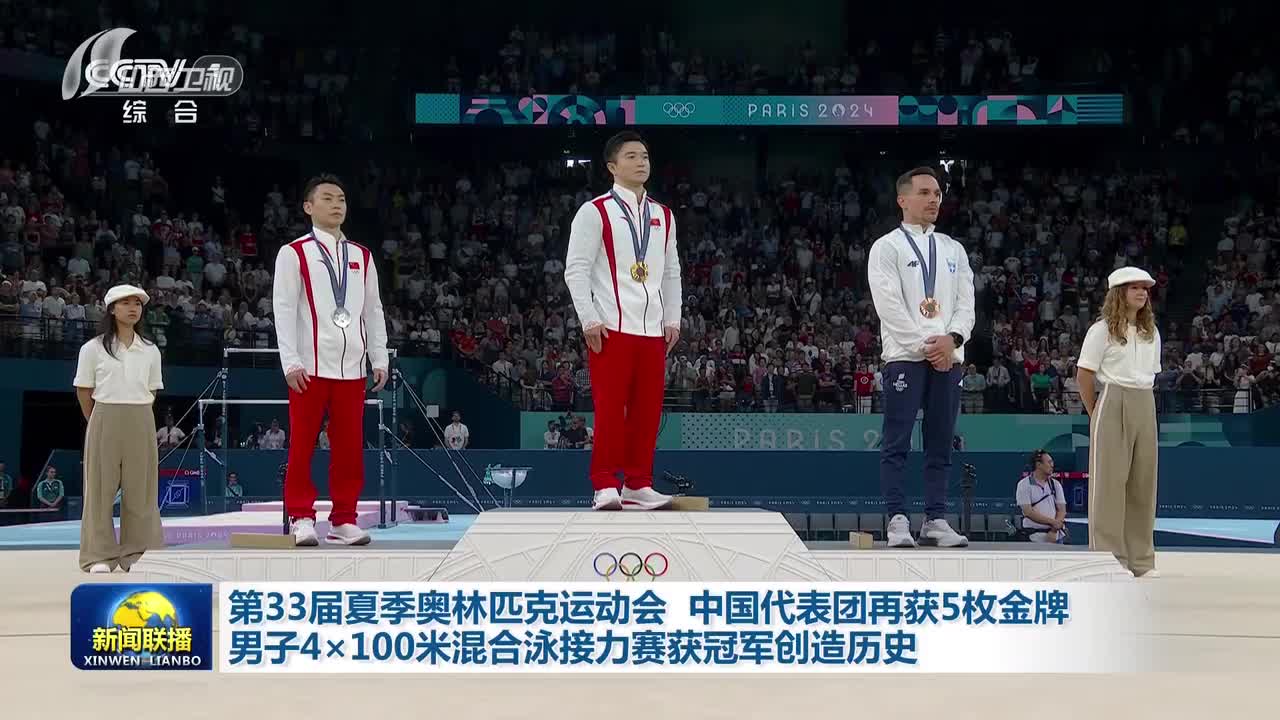 CCTV 1
山西卫视
综合
PARIS 2024
PARIS 2
HELLAS
第33届夏季奥林匹克运动会 中国代表团再获5枚金牌
男子4×100米混合泳接力赛获冠军创造历史
新闻联播
XINWEN LIANBO